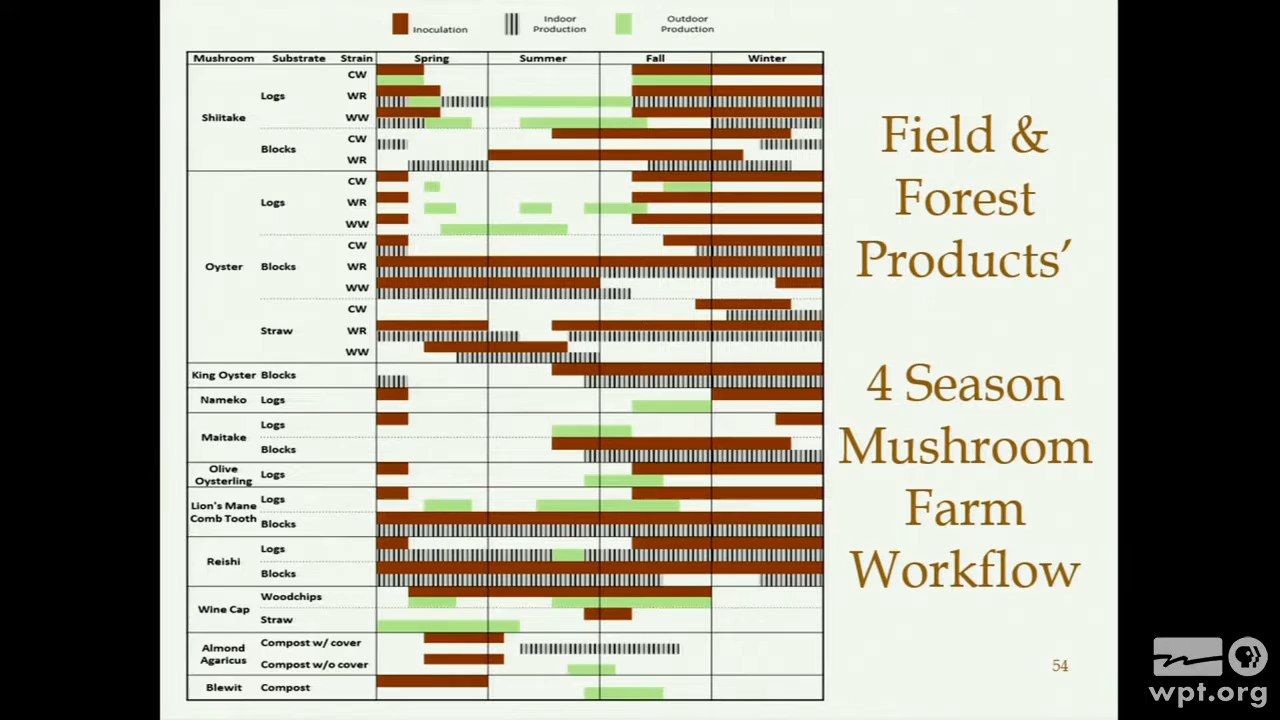 Inoculation
Indoor
Production
Outdoor
Production
Mushroom Substrate Strain Spring Summer Fall Winter
Shiitake
Logs
CW
WR
WW
Blocks
CW
WR
Oyster
Logs
CW
WR
WW
Blocks
CW
WR
WW
Straw
CW
WR
WW
King Oyster Blocks
Nameko Logs
Maitake
Logs
Blocks
Olive
Oysterling
Logs
Lion's Mane
Comb Tooth
Logs
Blocks
Reishi
Logs
Blocks
Wine Cap
Woodchips
Straw
Almond
Agaricus
Compost w/ cover
Compost w/o cover
Blewit Compost
Field &
Forest
Products’
4 Season
Mushroom
Farm
Workflow
54
PBS
wpt.org